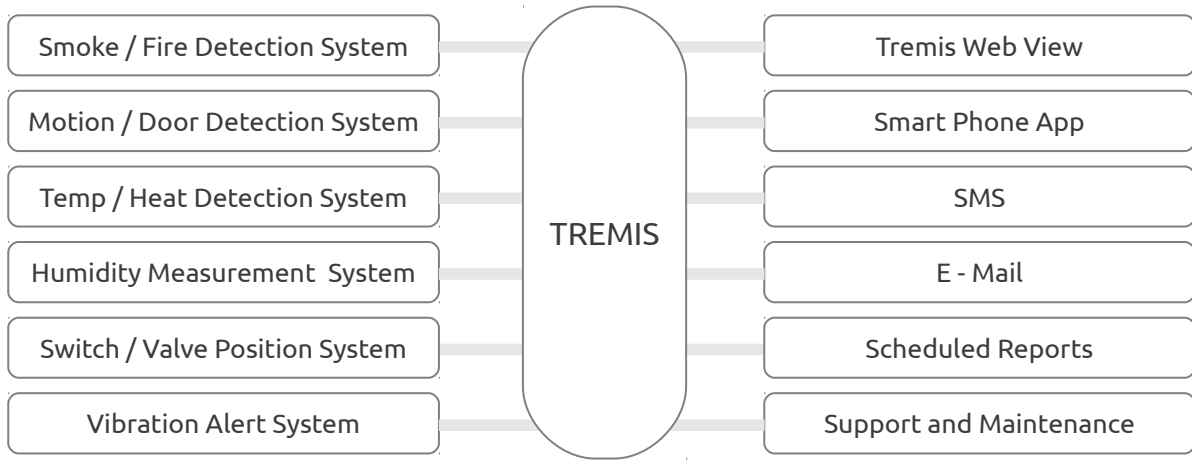 Smoke / Fire Detection System
Motion / Door Detection System
Temp / Heat Detection System
Humidity Measurement  System
Switch / Valve Position System
Vibration Alert System
TREMIS
Tremis Web View
Smart Phone App
SMS
E - Mail
Scheduled Reports
Support and Maintenance